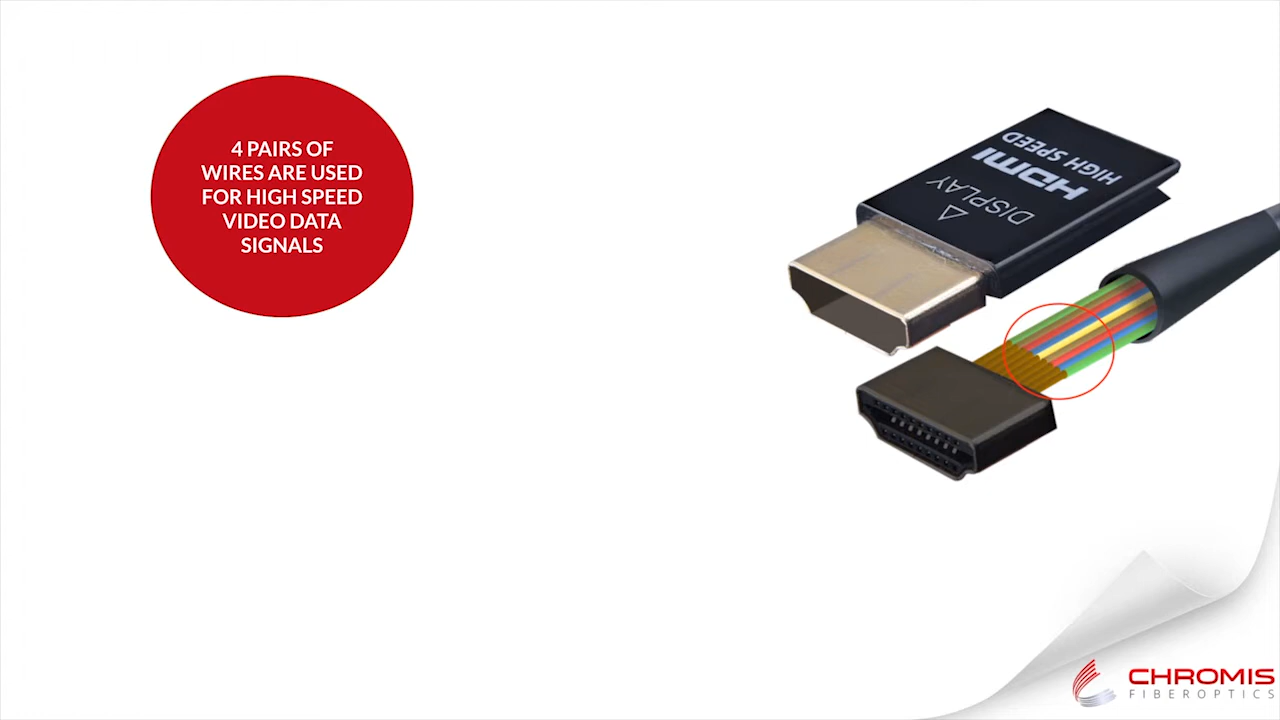 4 PAIRS OF
WIRES ARE USED
FOR HIGH SPEED
VIDEO DATA
SIGNALS
DISPLAY
HDMI
HIGH SPEED
CHROMIS
FIBEROPTICS